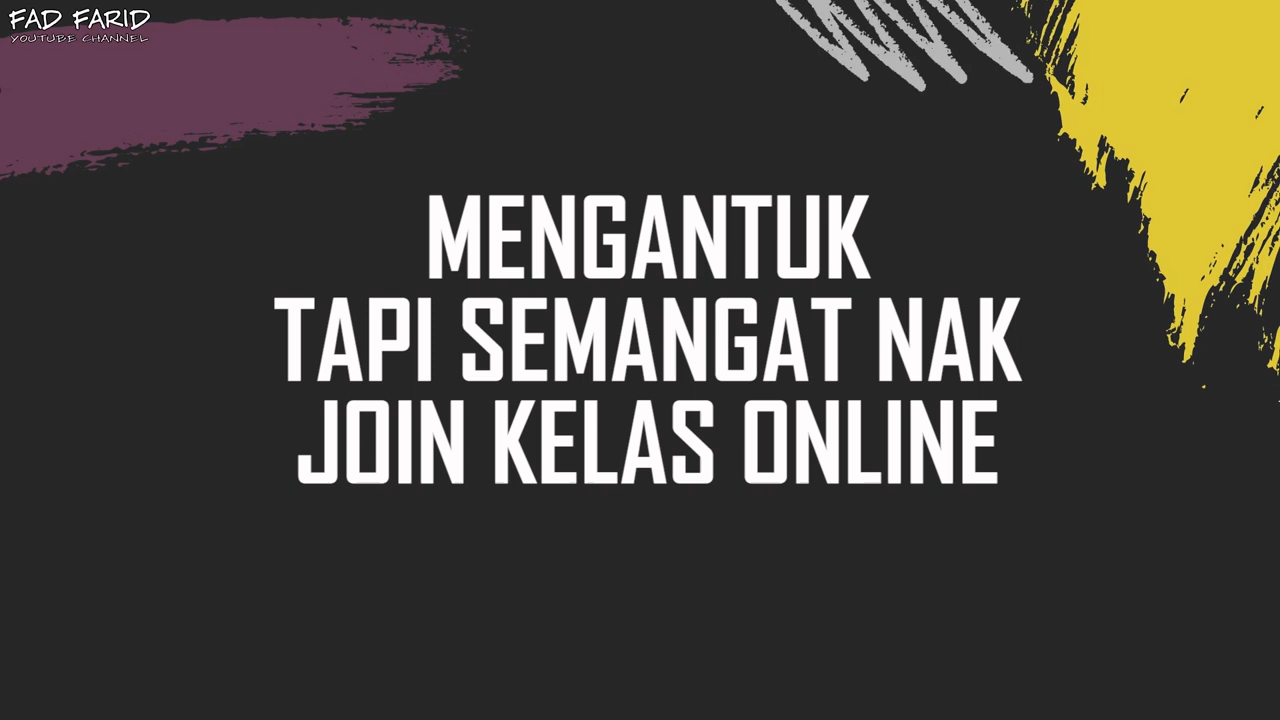 FAD FARID
YOUTUBE CHANNEL
MENGANTUK
TAPI SEMANGAT NAK
JOIN KELAS ONLINE